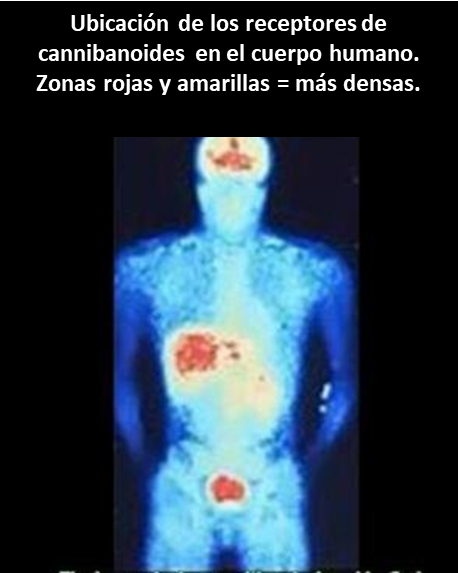 Ubicación de los receptores de
cannibanoides en el cuerpo humano.
Zonas rojas y amarillas = más densas.